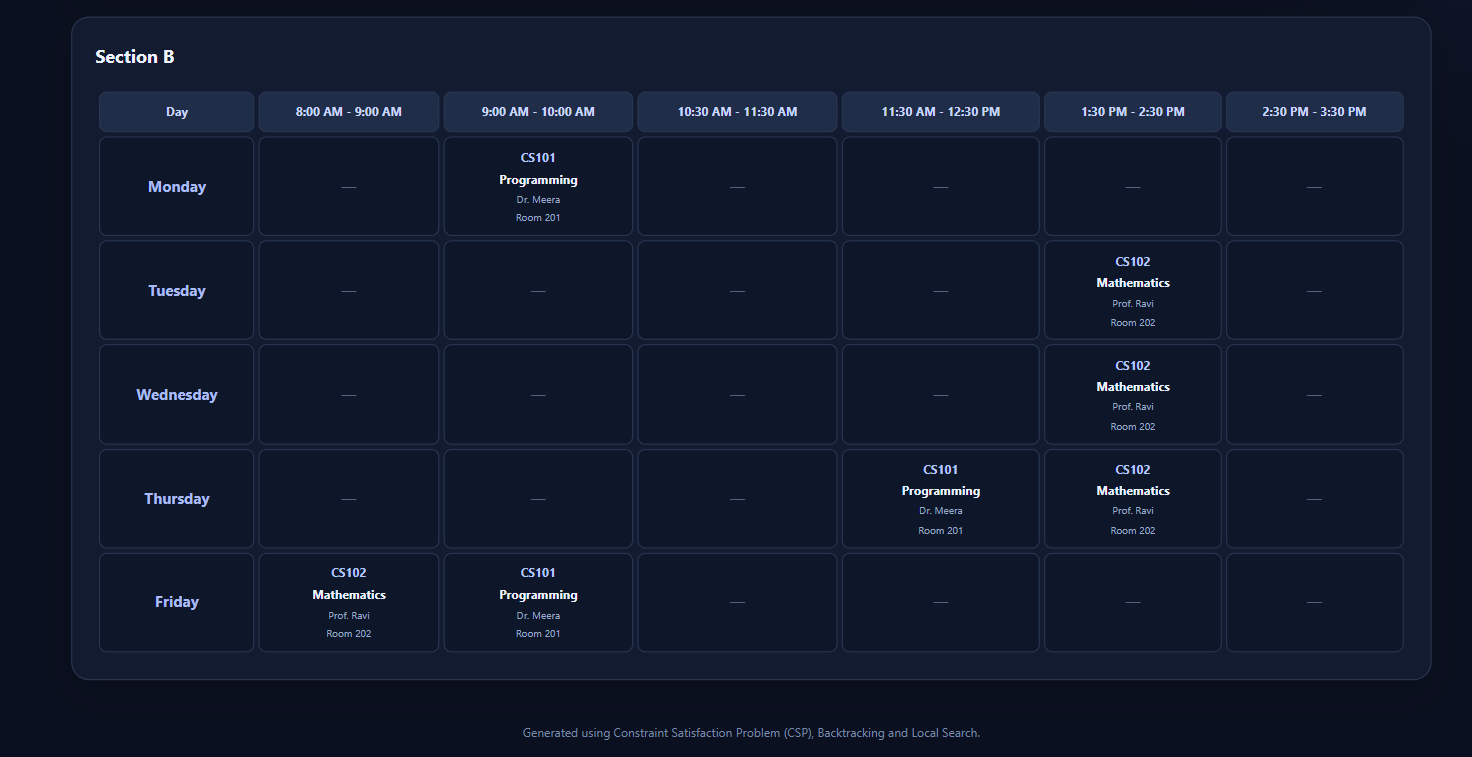 Section B
Day 8:00 AM - 9:00 AM 9:00 AM - 10:00 AM 10:30 AM - 11:30 AM 11:30 AM - 12:30 PM 1:30 PM - 2:30 PM 2:30 PM - 3:30 PM
Monday — CS101 — — — —
Programming
Dr. Meera
Room 201
Tuesday — — — — CS102 —
Mathematics
Prof. Ravi
Room 202
Wednesday — — — — CS102 —
Mathematics
Prof. Ravi
Room 202
Thursday — — — CS101 CS102 —
Programming Mathematics
Dr. Meera Prof. Ravi
Room 201 Room 202
Friday CS102 CS101 — — — —
Mathematics Programming
Prof. Ravi Dr. Meera
Room 202 Room 201
Generated using Constraint Satisfaction Problem (CSP), Backtracking and Local Search.